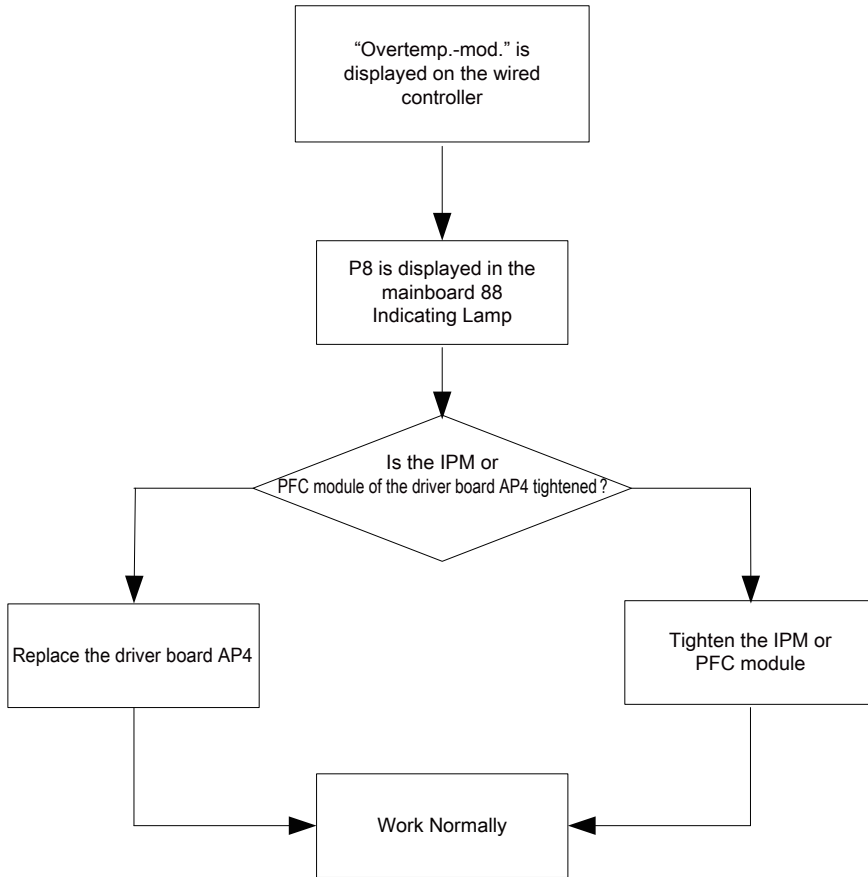 “Overtemp.-mod.” is
displayed on the wired
controller
P8 is displayed in the
mainboard 88
Indicating Lamp
Is the IPM or
PFC module of the driver board AP4 tightened?
Replace the driver board AP4
Tighten the IPM or
PFC module
Work Normally